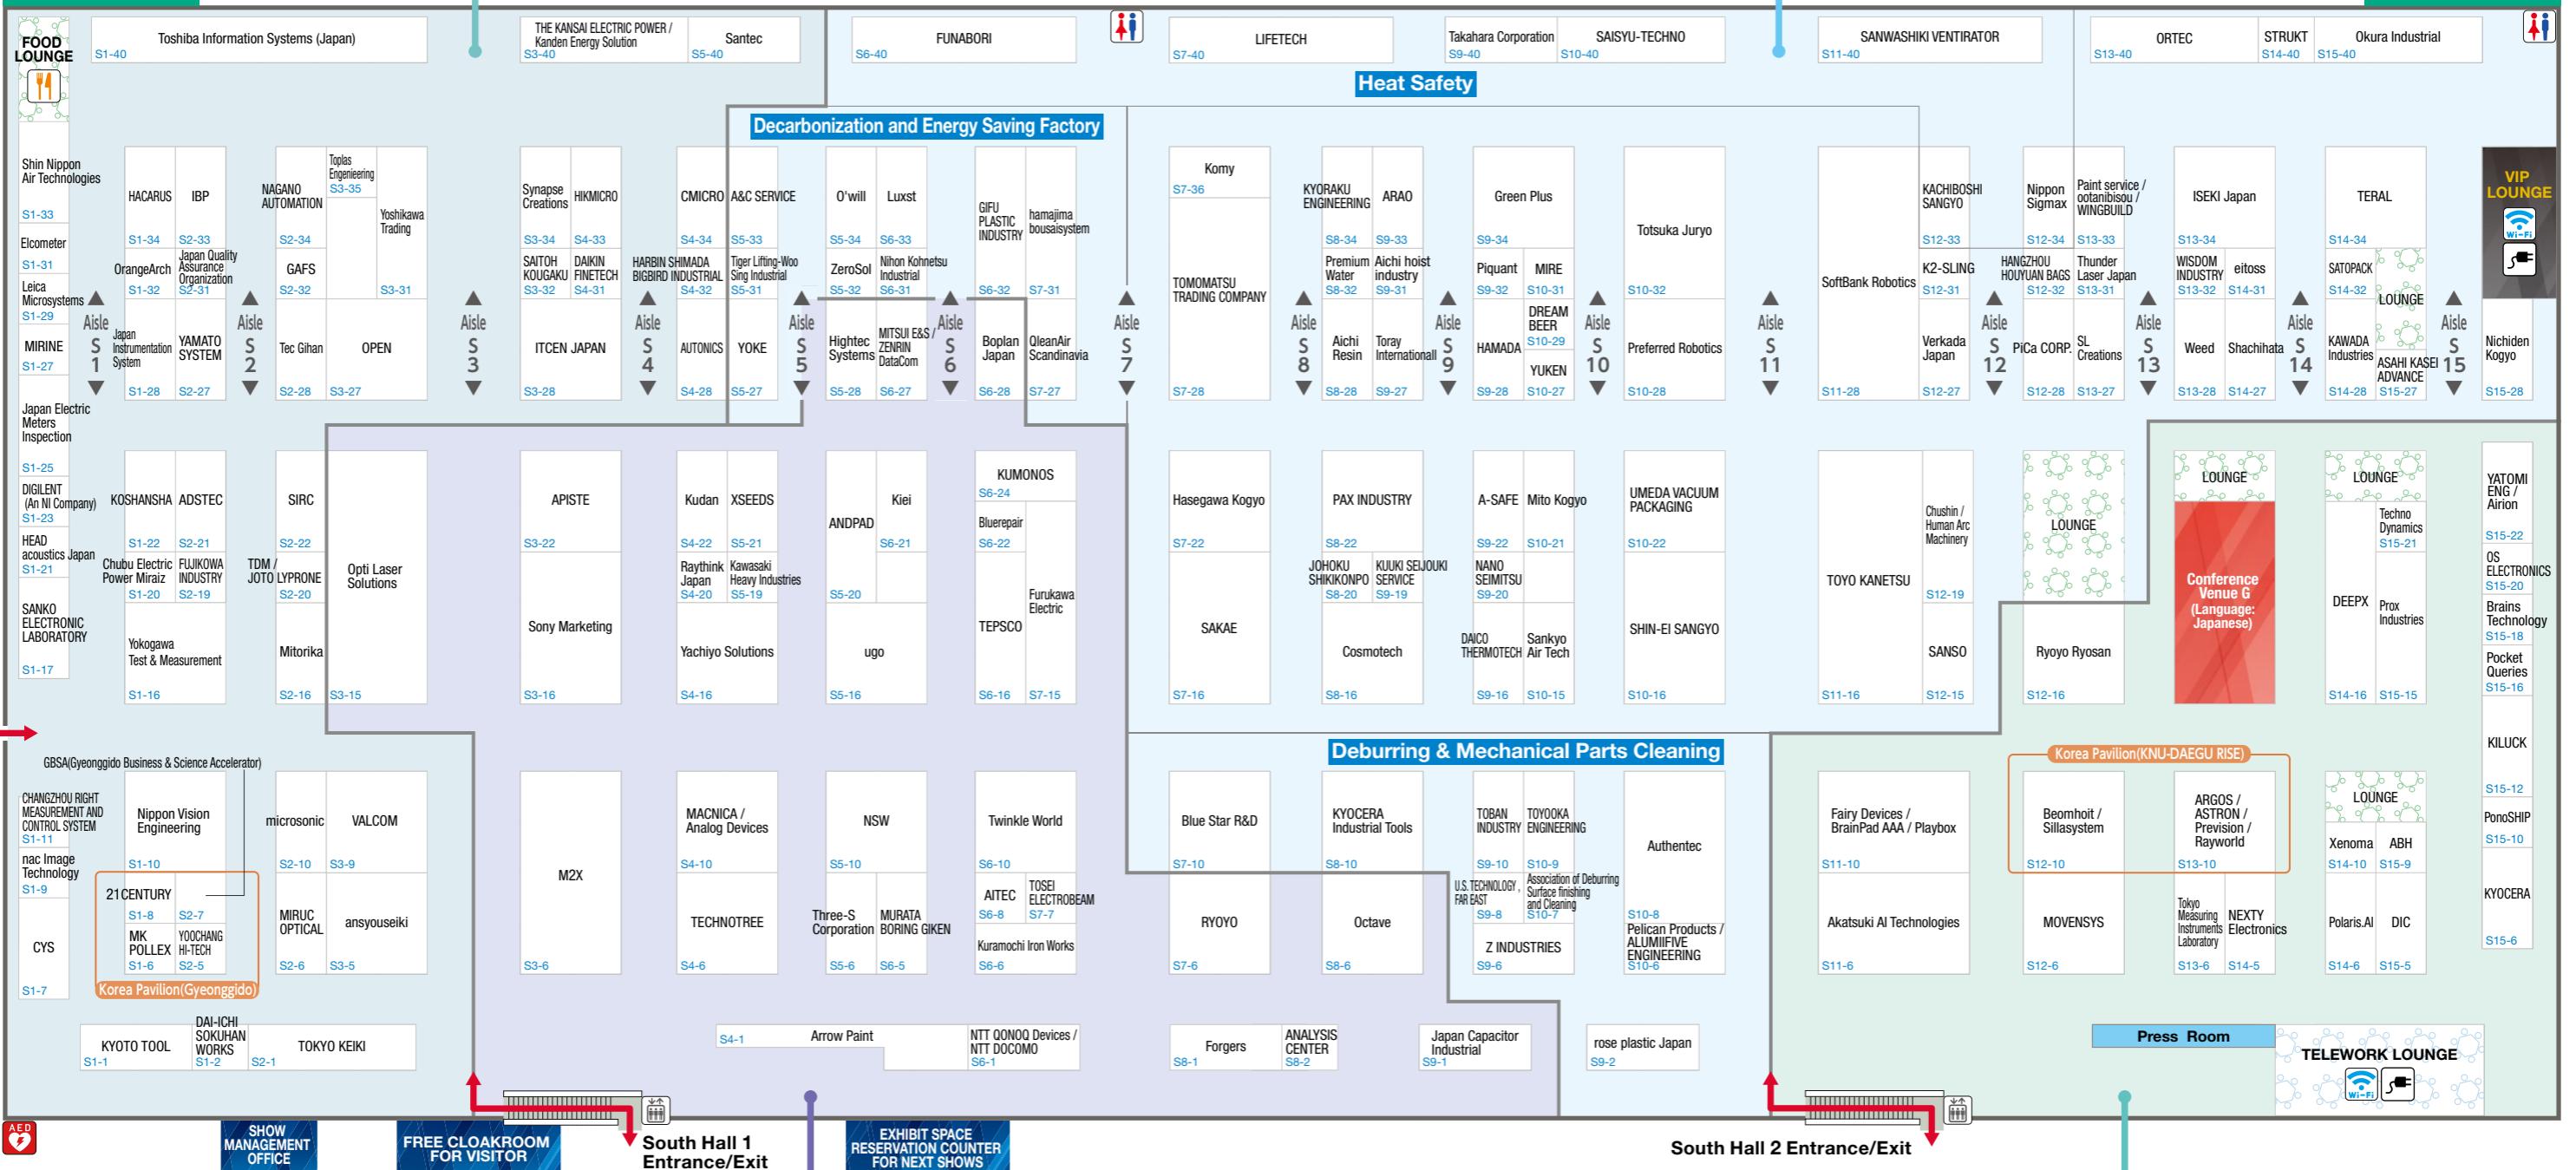 FOOD
LOUNGE
Toshiba Information Systems (Japan)
S1-40
THE KANSAI ELECTRIC POWER /
Kanden Energy Solution
S3-40
Santec
S5-40
FUNABORI
S6-40
LIFETECH
S7-40
Takahara Corporation
S9-40
SAISYU-TECHNO
S10-40
SANWASHIKI VENTIRATOR
S11-40
ORTEC
S13-40
STRUKT
S14-40
Okura Industrial
S15-40
Heat Safety
Decarbonization and Energy Saving Factory
Shin Nippon
Air Technologies
S1-33
HACARUS
S1-34
IBP
S2-33
NAGANO
AUTOMATION
S2-34
Toplas
Engenieering
S3-35
Yoshikawa
Trading
S3-31
Synapse
Creations
S3-34
HIKMICRO
S4-33
CMICRO
S4-34
A&C SERVICE
S5-33
O'will
S5-34
Luxst
S6-33
GIFU
PLASTIC
INDUSTRY
S6-32
hamajima
bousaisystem
S7-31
Komy
S7-36
KYORAKU
ENGINEERING
S8-34
ARAO
S9-33
Green Plus
S9-34
Totsuka Juryo
S10-32
SoftBank Robotics
S11-28
KACHIBOSHI
SANGYO
S12-33
Nippon
Sigmax
S12-34
Paint service /
ootanibisou /
WINGBUILD
S13-33
ISEKI Japan
S13-34
TERAL
S14-34
VIP
LOUNGE
Wi-Fi
Elcometer
S1-31
OrangeArch
S1-32
Japan Quality
Assurance
Organization
S2-31
GAFS
S2-32
SAITOH
KOUGAKU
S3-32
DAIKIN
FINETECH
S4-31
HARBIN SHIMADA
BIGBIRD INDUSTRIAL
S4-32
Tiger Lifting-Woo
Sing Industrial
S5-31
ZeroSol
S5-32
Nihon Kohnetsu
Industrial
S6-31
TOMOMATSU
TRADING COMPANY
S7-28
Premium
Water
S8-32
Aichi hoist
industry
S9-31
Piquant
S9-32
MIRE
S10-31
K2-SLING
S12-31
HANGZHOU
HOUYUAN BAGS
S12-32
Thunder
Laser Japan
S13-31
WISDOM
INDUSTRY
S13-32
eitoss
S14-31
SATOPACK
S14-32
LOUNGE
Leica
Microsystems
S1-29
MIRINE
S1-27
Aisle
S
1
Japan
Instrumentation
System
S1-28
YAMATO
SYSTEM
S2-27
Aisle
S
2
Tec Gihan
S2-28
OPEN
S3-27
Aisle
S
3
ITCEN JAPAN
S3-28
Aisle
S
4
AUTONICS
S4-28
YOKE
S5-27
Aisle
S
5
Hightec
Systems
S5-28
MITSUI E&S /
ZENRIN
DataCom
S6-27
Aisle
S
6
Boplan
Japan
S6-28
QleanAir
Scandinavia
S7-27
Aisle
S
7
Aisle
S
8
Aichi
Resin
S8-28
Toray
Internationall
S9-27
Aisle
S
9
HAMADA
S9-28
DREAM
BEER
S10-29
YUKEN
S10-27
Aisle
S
10
Preferred Robotics
S10-28
Aisle
S
11
Verkada
Japan
S12-27
Aisle
S
12
PiCa CORP.
S12-28
SL
Creations
S13-27
Aisle
S
13
Weed
S13-28
Shachihata
S14-27
Aisle
S
14
KAWADA
Industries
S14-28
ASAHI KASEI
ADVANCE
S15-27
Aisle
S
15
Nichiden
Kogyo
S15-28
Japan Electric
Meters
Inspection
S1-25
DIGILENT
(An NI Company)
S1-23
HEAD
acoustics Japan
S1-21
SANKO
ELECTRONIC
LABORATORY
S1-17
KOSHANSHA
S1-22
ADSTEC
S2-21
SIRC
S2-22
Opti Laser
Solutions
S3-15
APISTE
S3-22
Kudan
S4-22
XSEEDS
S5-21
ANDPAD
S5-20
Kiei
S6-21
KUMONOS
S6-24
Bluerepair
S6-22
Furukawa
Electric
S7-15
Hasegawa Kogyo
S7-22
PAX INDUSTRY
S8-22
A-SAFE
S9-22
Mito Kogyo
S10-21
UMEDA VACUUM
PACKAGING
S10-22
TOYO KANETSU
S11-16
Chushin /
Human Arc
Machinery
S12-19
LOUNGE
LOUNGE
LOUNGE
Techno
Dynamics
S15-21
YATOMI
ENG /
Airion
S15-22
Chubu Electric
Power Miraiz
S1-20
FUJIKOWA
INDUSTRY
S2-19
TDM /
JOTO LYPRONE
S2-20
Yokogawa
Test & Measurement
S1-16
Mitorika
S2-16
Sony Marketing
S3-16
Raythink
Japan
S4-20
Kawasaki
Heavy Industries
S5-19
Yachiyo Solutions
S4-16
ugo
S5-16
TEPSCO
S6-16
SAKAE
S7-16
JOHOKU
SHIKIKONPO
S8-20
KUUKI SEIJOUKI
SERVICE
S9-19
Cosmotech
S8-16
NANO
SEIMITSU
S9-20
DAICO
THERMOTECH
S9-16
Sankyo
Air Tech
S10-15
SHIN-EI SANGYO
S10-16
SANSO
S12-15
Ryoyo Ryosan
S12-16
Conference
Venue G
(Language:
Japanese)
DEEPX
S14-16
Prox
Industries
S15-15
OS
ELECTRONICS
S15-20
Brains
Technology
S15-18
Pocket
Queries
S15-16
KILUCK
S15-12
Deburring & Mechanical Parts Cleaning
Korea Pavilion(KNU-DAEGU RISE)
GBSA(Gyeonggido Business & Science Accelerator)
CHANGZHOU RIGHT
MEASUREMENT AND
CONTROL SYSTEM
S1-11
nac Image
Technology
S1-9
CYS
S1-7
Nippon Vision
Engineering
S1-10
21CENTURY
S1-8
S2-7
MK
POLLEX
S1-6
YOOCHANG
HI-TECH
S2-5
Korea Pavilion(Gyeonggido)
microsonic
S2-10
VALCOM
S3-9
MIRUC
OPTICAL
S2-6
ansyouseiki
S3-5
M2X
S3-6
MACNICA /
Analog Devices
S4-10
TECHNOTREE
S4-6
NSW
S5-10
Three-S
Corporation
S5-6
MURATA
BORING GIKEN
S6-5
Twinkle World
S6-10
AITEC
S6-8
TOSEI
ELECTROBEAM
S7-7
Kuramochi Iron Works
S6-6
Blue Star R&D
S7-10
RYOYO
S7-6
KYOCERA
Industrial Tools
S8-10
Octave
S8-6
TOBAN
INDUSTRY
S9-10
TOYOOKA
ENGINEERING
S10-9
U.S. TECHNOLOGY,
FAR EAST
S9-8
Association of Deburring
Surface finishing
and Cleaning
S10-7
Z INDUSTRIES
S9-6
Authentec
S10-8
Pelican Products /
ALUMIIFIVE
ENGINEERING
S10-6
Fairy Devices /
BrainPad AAA / Playbox
S11-10
Akatsuki AI Technologies
S11-6
Beomhoit /
Sillasystem
S12-10
MOVENSYS
S12-6
ARGOS /
ASTRON /
Prevision /
Rayworld
S13-10
Tokyo
Measuring
Instruments
Laboratory
S13-6
NEXTY
Electronics
S14-5
LOUNGE
Xenoma
S14-10
ABH
S15-9
Polaris.AI
S14-6
DIC
S15-5
PonoSHIP
S15-10
KYOCERA
S15-6
KYOTO TOOL
S1-1
DAI-ICHI
SOKUHAN
WORKS
S1-2
TOKYO KEIKI
S2-1
S4-1
Arrow Paint
NTT QONOQ Devices /
NTT DOCOMO
S6-1
Forgers
S8-1
ANALYSIS
CENTER
S8-2
Japan Capacitor
Industrial
S9-1
rose plastic Japan
S9-2
Press Room
TELEWORK LOUNGE
Wi-Fi
AED
SHOW
MANAGEMENT
OFFICE
FREE CLOAKROOM
FOR VISITOR
South Hall 1
Entrance/Exit
EXHIBIT SPACE
RESERVATION COUNTER
FOR NEXT SHOWS
South Hall 2 Entrance/Exit